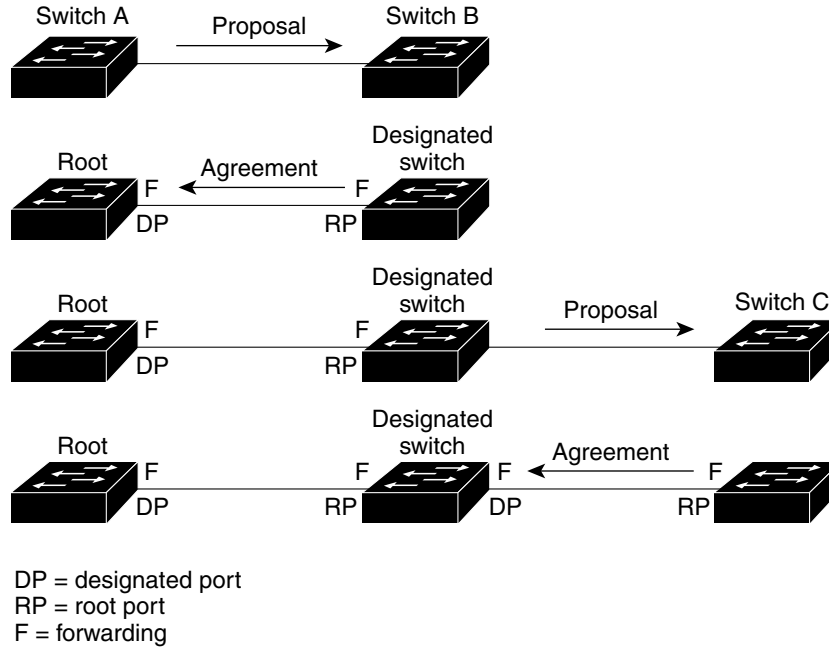 Switch A
Proposal
Switch B
Root
F
Agreement
F
Designated
switch
DP
RP
Root
F
F
Designated
switch
Proposal
Switch C
DP
RP
Root
F
F
Designated
switch
F
Agreement
F
DP
RP
DP
RP
DP = designated port
RP = root port
F = forwarding